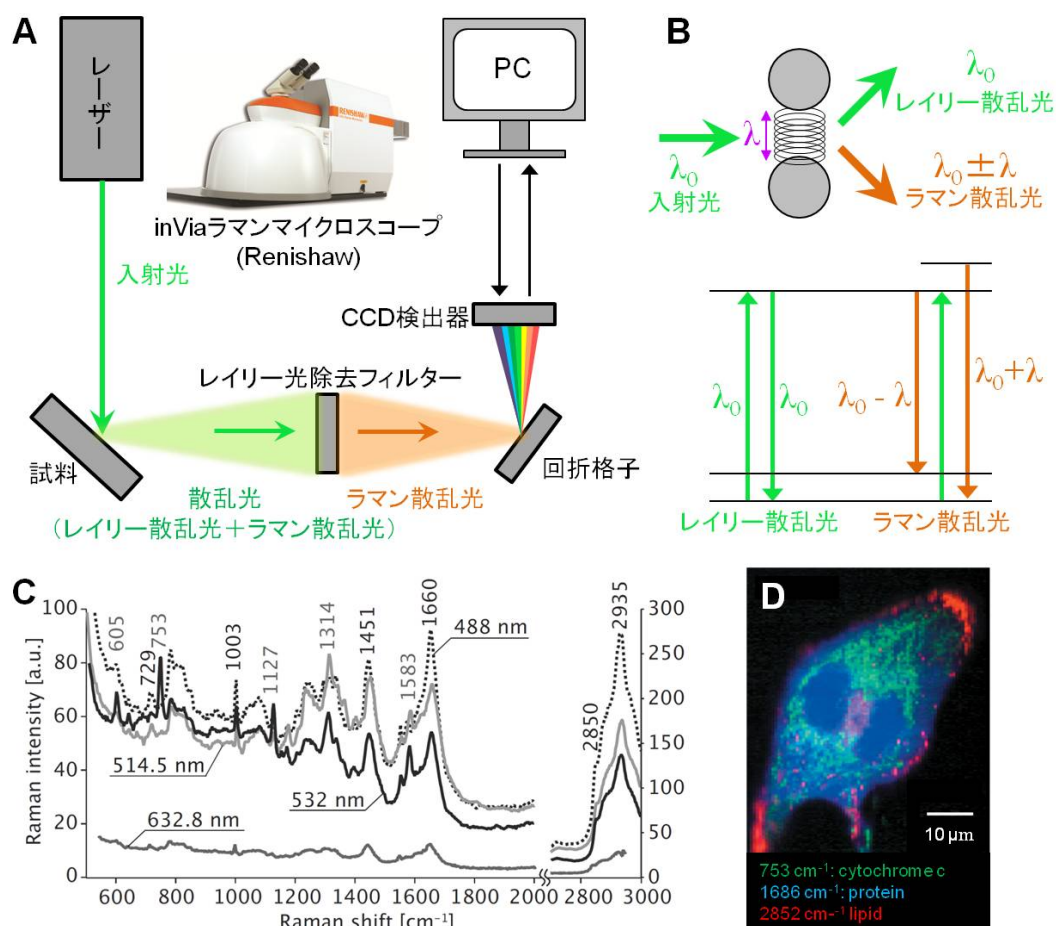 A
レーザー
PC
RENISHAW
inViaラマンマイクロスコープ
(Renishaw)
入射光
CCD検出器
レイリー光除去フィルター
試料
回折格子
散乱光
(レイリー散乱光＋ラマン散乱光)
ラマン散乱光
B
λ₀
レイリー散乱光
λ
λ₀
入射光
λ₀ ± λ
ラマン散乱光
λ₀
λ₀
λ₀ - λ
λ₀+λ
レイリー散乱光
ラマン散乱光
C
Raman intensity [a.u.]
100
80
60
40
20
0
605
729
753
1003
1127
1314
1451
1583
1660
488 nm
2850
2935
514.5 nm
532 nm
632.8 nm
300
250
200
150
100
50
0
600 800 1000 1200 1400 1600 1800 2000 2800 3000
Raman shift [cm⁻¹]
D
10 µm
753 cm⁻¹: cytochrome c
1686 cm⁻¹: protein
2852 cm-⁻¹ lipid